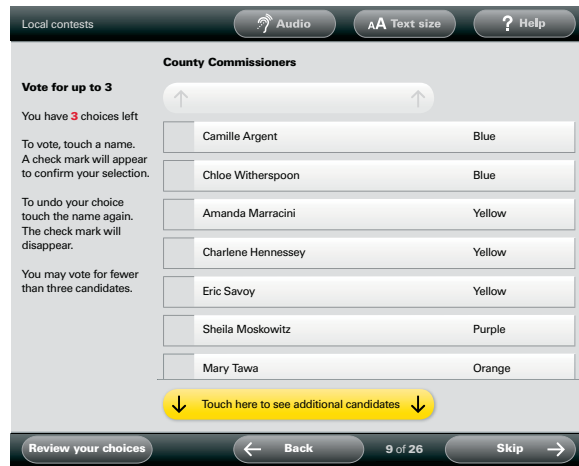 Local contests
Audio
AA Text size
? Help
County Commissioners
Vote for up to 3
You have 3 choices left
To vote, touch a name.
A check mark will appear
to confirm your selection.
To undo your choice
touch the name again.
The check mark will
disappear.
You may vote for fewer
than three candidates.
Camille Argent Blue
Chloe Witherspoon Blue
Amanda Marracini Yellow
Charlene Hennessey Yellow
Eric Savoy Yellow
Sheila Moskowitz Purple
Mary Tawa Orange
Touch here to see additional candidates
Review your choices
Back
9 of 26
Skip